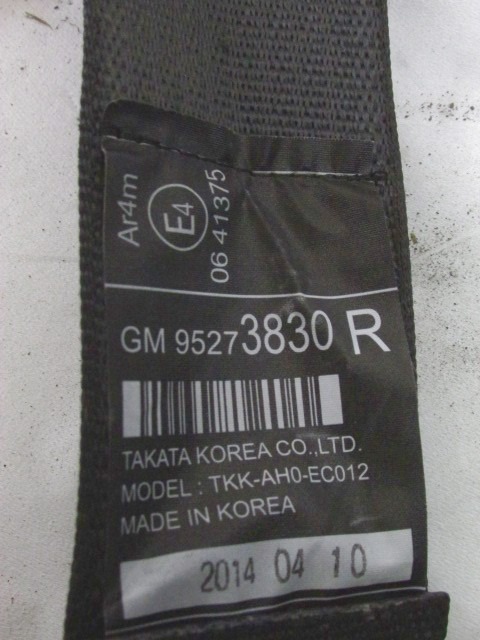 Ar4m
E4
06 41375
GM 95273830 R
TAKATA KOREA CO.,LTD.
MODEL : TKK-AH0-EC012
MADE IN KOREA
2014 04 10